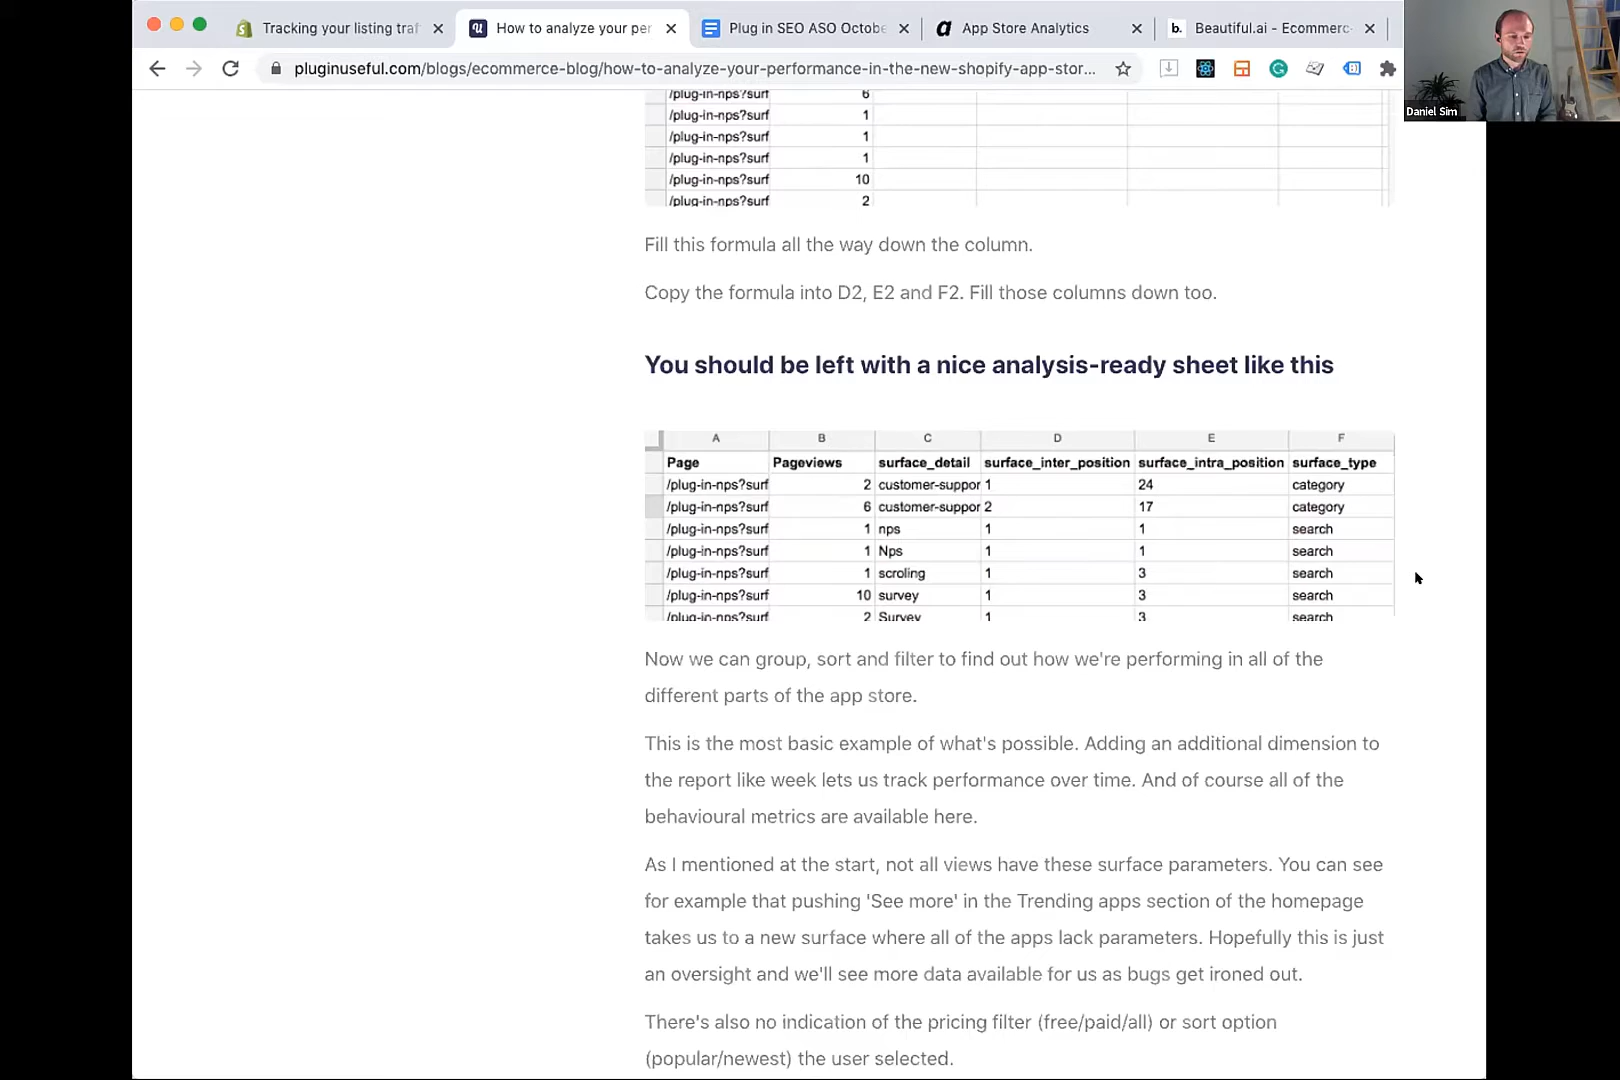 Tracking your listing traf
How to analyze your per
Plug in SEO ASO Octobe
App Store Analytics
b. Beautiful.ai - Ecommerc
pluginuseful.com/blogs/ecommerce-blog/how-to-analyze-your-performance-in-the-new-shopify-app-stor...
Daniel Sim
/plug-in-nps?surf 6
/plug-in-nps?surf 1
/plug-in-nps?surf 1
/plug-in-nps?surf 1
/plug-in-nps?surf 10
/plug-in-nps?surf 2
Fill this formula all the way down the column.
Copy the formula into D2, E2 and F2. Fill those columns down too.
You should be left with a nice analysis-ready sheet like this
A B C D E F
Page Pageviews surface_detail surface_inter_position surface_intra_position surface_type
/plug-in-nps?surf 2 customer-suppor 1 24 category
/plug-in-nps?surf 6 customer-suppor 2 17 category
/plug-in-nps?surf 1 nps 1 1 search
/plug-in-nps?surf 1 Nps 1 1 search
/plug-in-nps?surf 1 scroling 1 3 search
/plug-in-nps?surf 10 survey 1 3 search
/plug-in-nps?surf 2 Survey 1 3 search
Now we can group, sort and filter to find out how we're performing in all of the
different parts of the app store.
This is the most basic example of what's possible. Adding an additional dimension to
the report like week lets us track performance over time. And of course all of the
behavioural metrics are available here.
As I mentioned at the start, not all views have these surface parameters. You can see
for example that pushing 'See more' in the Trending apps section of the homepage
takes us to a new surface where all of the apps lack parameters. Hopefully this is just
an oversight and we'll see more data available for us as bugs get ironed out.
There's also no indication of the pricing filter (free/paid/all) or sort option
(popular/newest) the user selected.